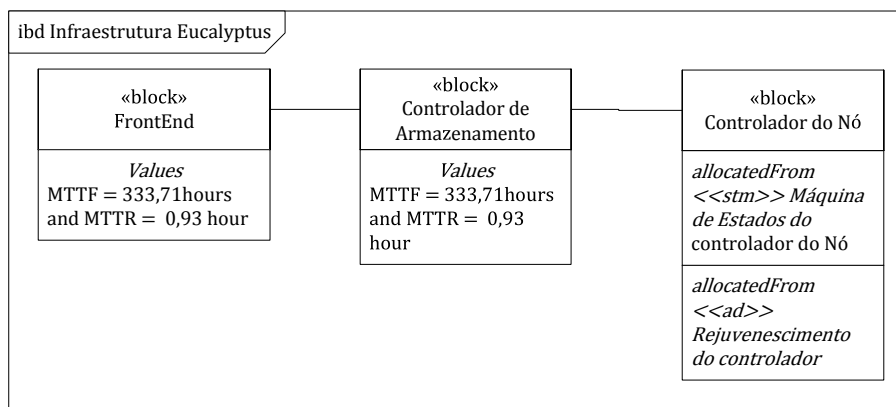 ibd Infraestrutura Eucalyptus
«block»
FrontEnd
Values
MTTF = 333,71hours
and MTTR = 0,93 hour
«block»
Controlador de
Armazenamento
Values
MTTF = 333,71hours
and MTTR = 0,93
hour
«block»
Controlador do Nó
allocatedFrom
<<stm>> Máquina
de Estados do
controlador do Nó
allocatedFrom
<<ad>>
Rejuvenescimento
do controlador